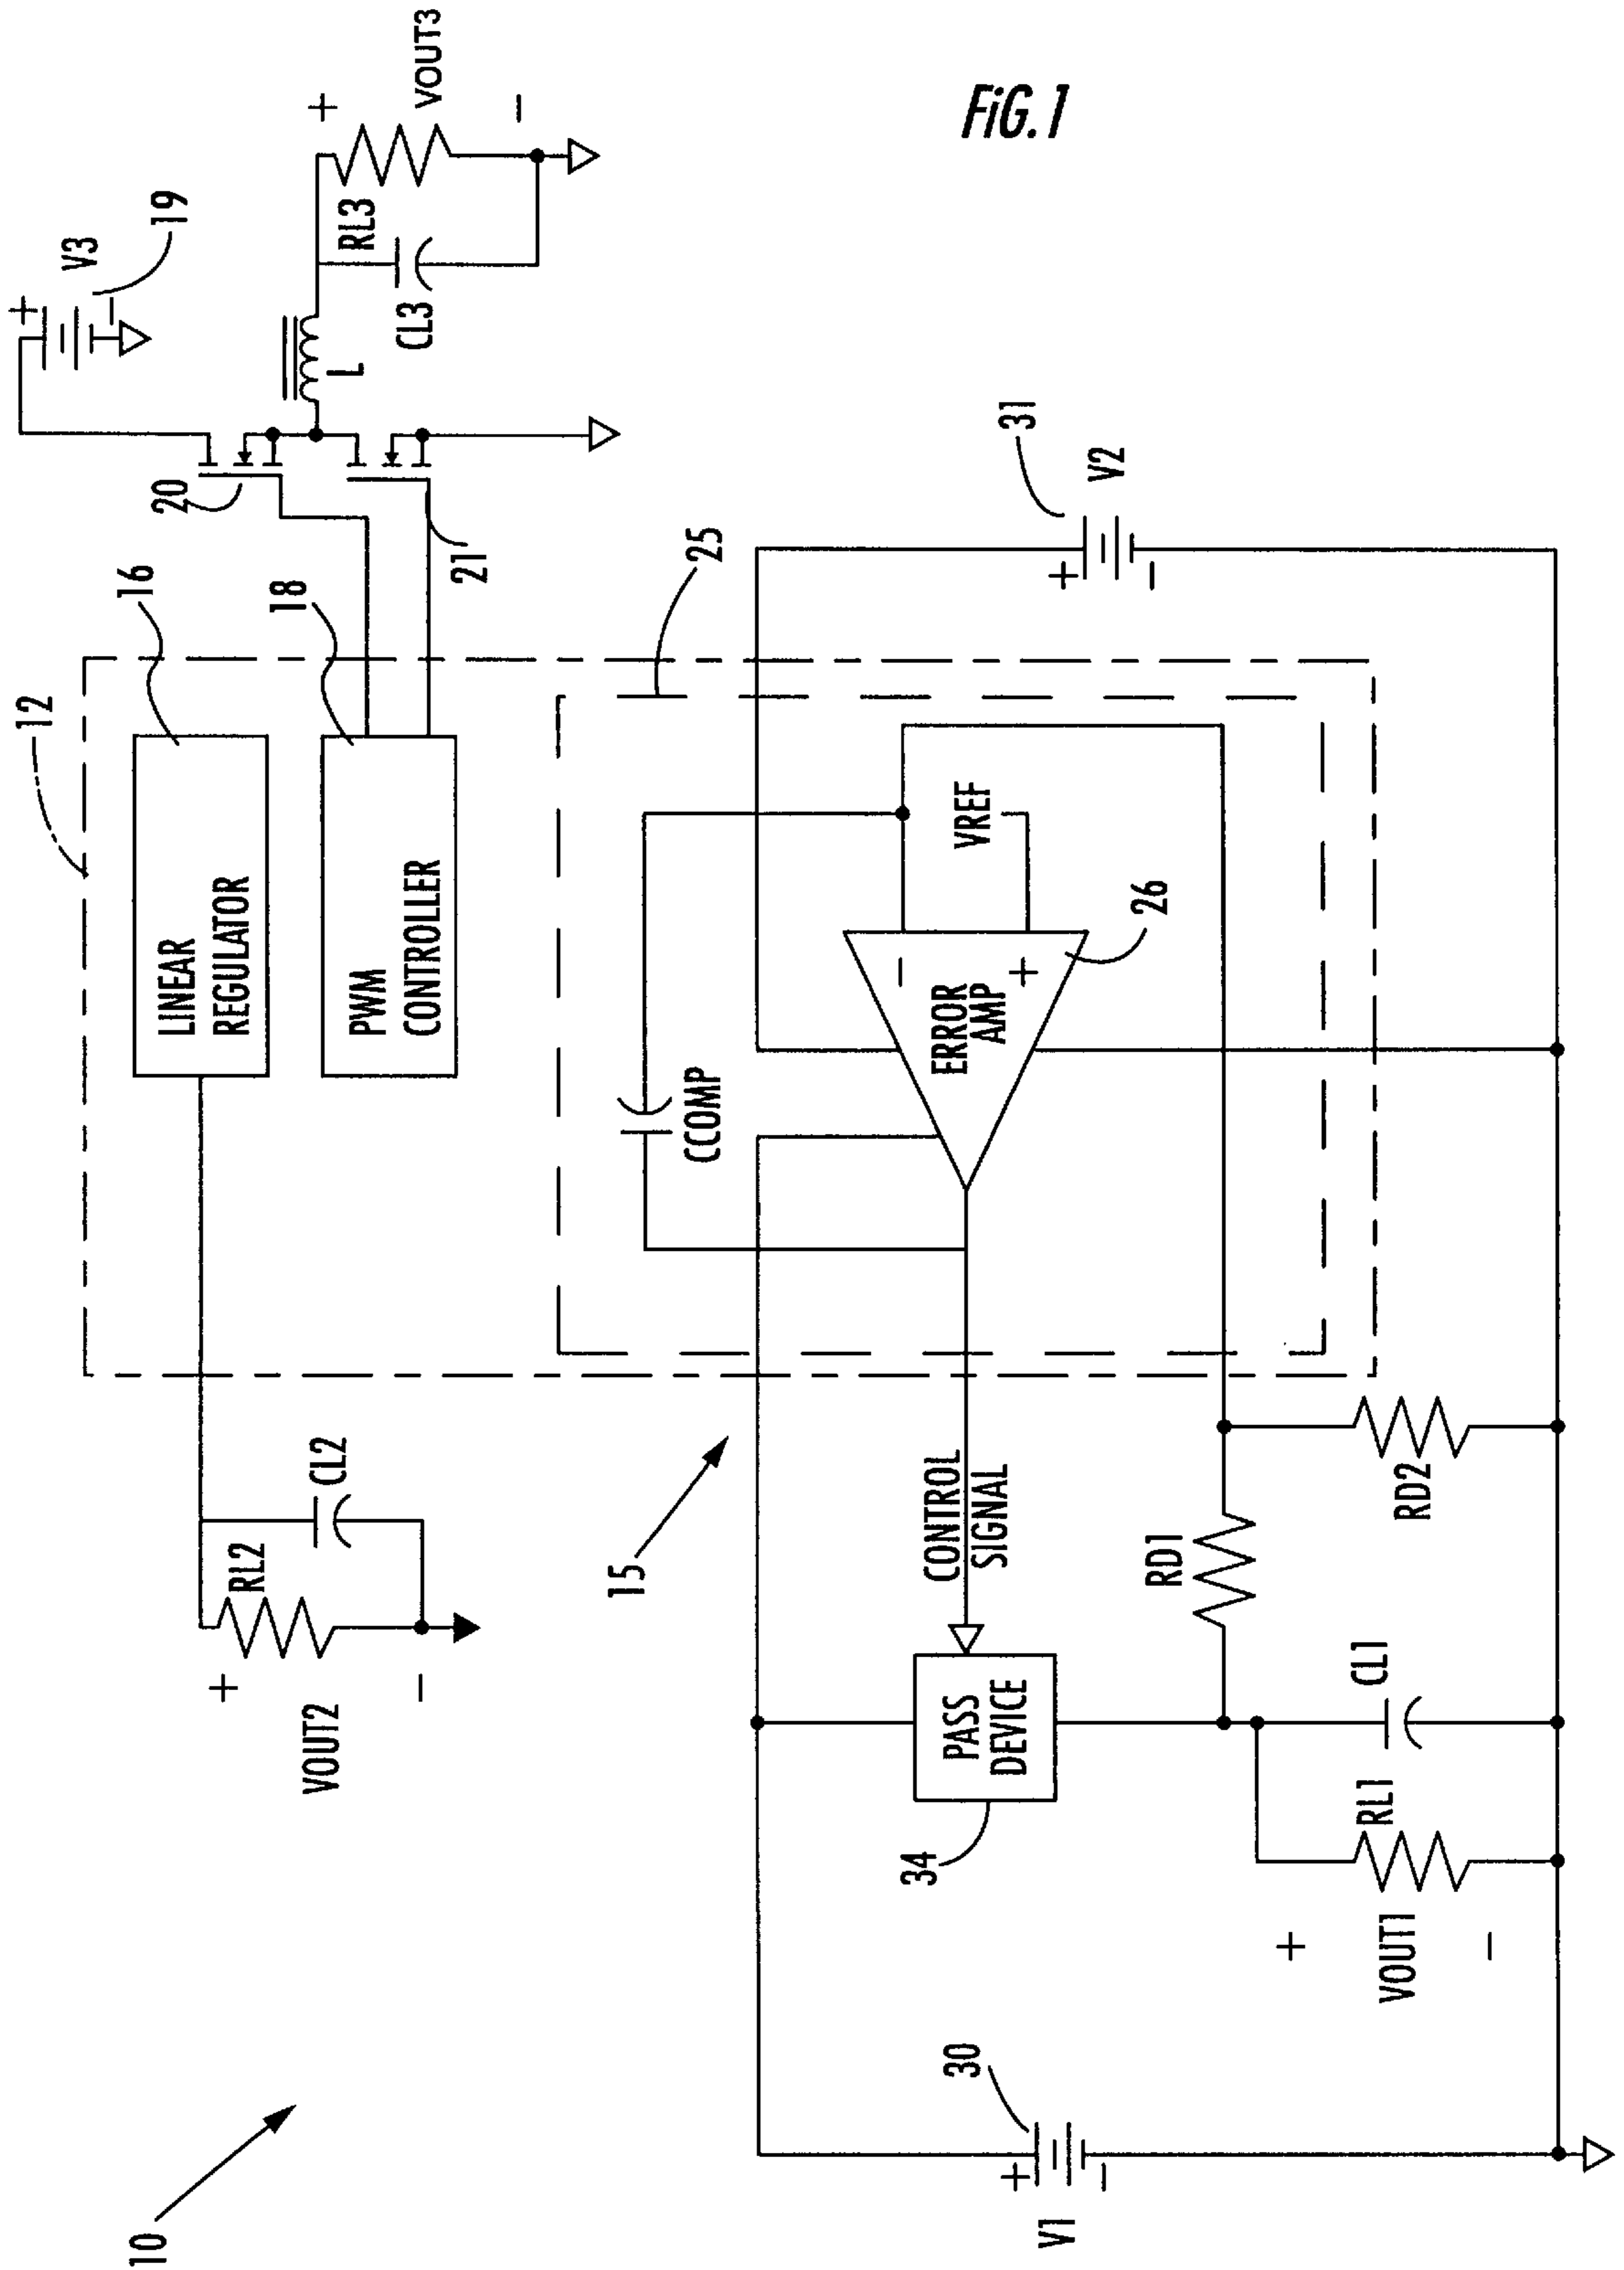 FIG. 1
10
12
16
LINEAR
REGULATOR
18
PWM
CONTROLLER
RL2
CL2
+
VOUT2
−
V3
+
−
19
20
21
L
RL3
CL3
+
VOUT3
−
15
25
CCOMP
VREF
−
+
ERROR
AMP
26
CONTROL
SIGNAL
PASS
DEVICE
34
RD1
RD2
RL1
CL1
+
VOUT1
−
30
+
−
V1
31
V2
+
−